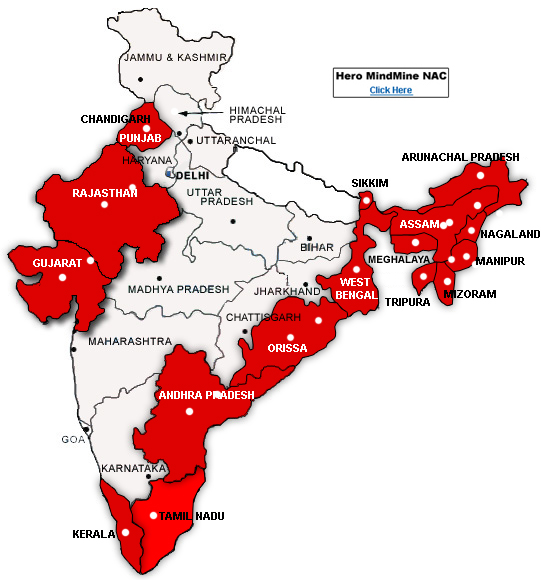 JAMMU & KASHMIR
Hero MindMine NAC
Click Here
CHANDIGARH
HIMACHAL
PRADESH
PUNJAB
UTTARANCHAL
HARYANA
DELHI
ARUNACHAL PRADESH
SIKKIM
RAJASTHAN
UTTAR
PRADESH
ASSAM
NAGALAND
BIHAR
MEGHALAYA
MANIPUR
GUJARAT
WEST
BENGAL
MADHYA PRADESH
JHARKHAND
MIZORAM
TRIPURA
CHATTISGARH
MAHARASHTRA
ORISSA
ANDHRA PRADESH
GOA
KARNATAKA
TAMIL NADU
KERALA